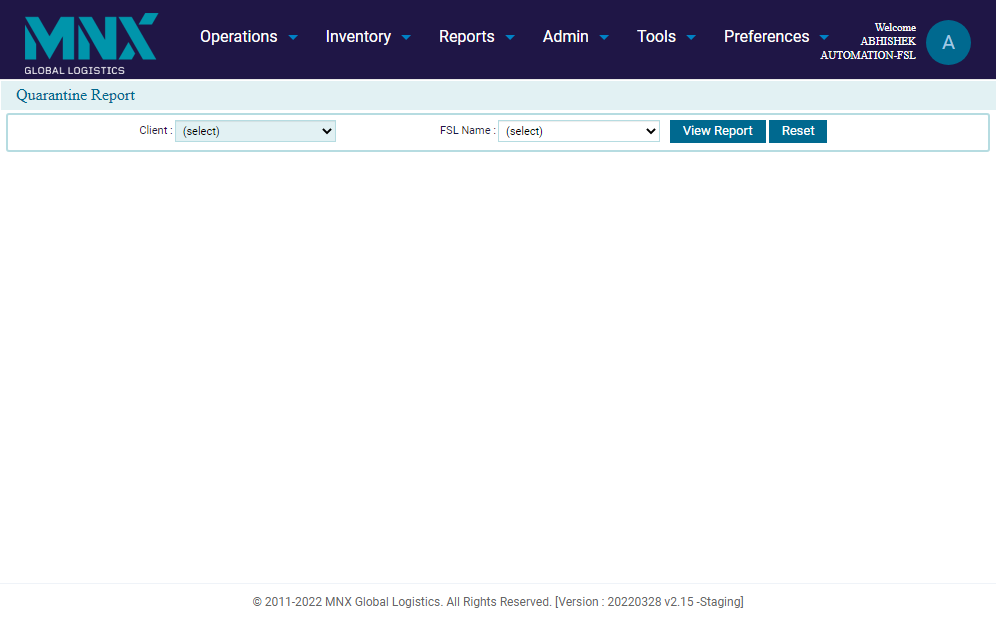 MNX
GLOBAL LOGISTICS
Operations Inventory Reports Admin Tools Preferences
Welcome
ABHISHEK
AUTOMATION-FSL
A
Quarantine Report
Client : (select) FSL Name : (select) View Report Reset
© 2011-2022 MNX Global Logistics. All Rights Reserved. [Version : 20220328 v2.15 -Staging]